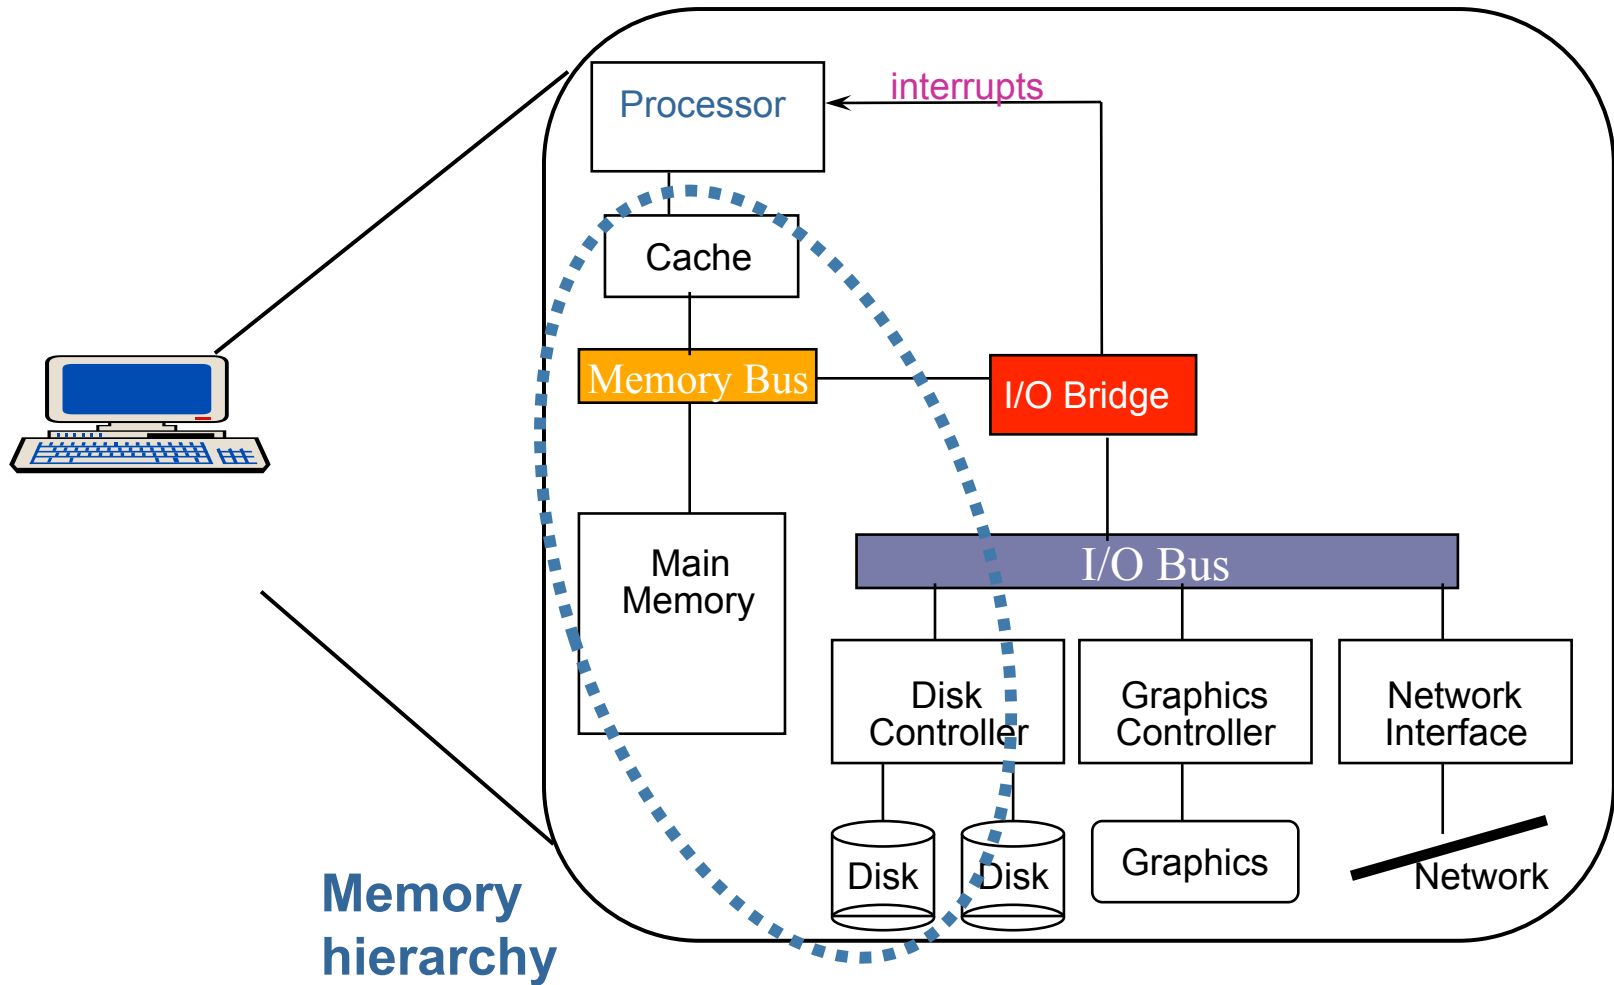 interrupts
Processor
Cache
Memory Bus
I/O Bridge
I/O Bus
Main
Memory
Disk
Controller
Graphics
Controller
Network
Interface
Disk
Disk
Graphics
Network
Memory
hierarchy